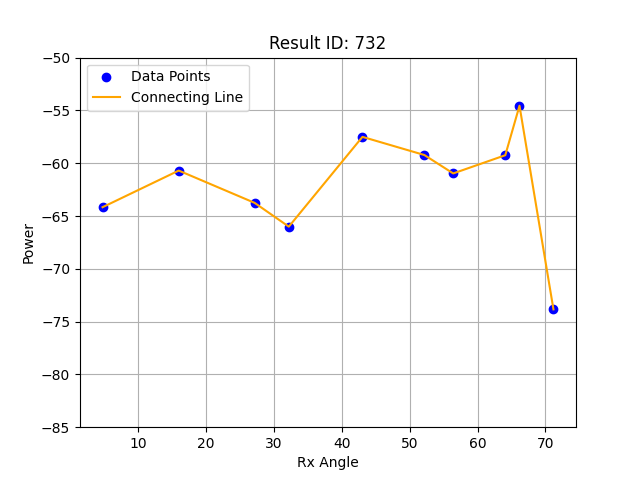 Result ID: 732
Data Points
Connecting Line
Power
−50
−55
−60
−65
−70
−75
−80
−85
10 20 30 40 50 60 70
Rx Angle